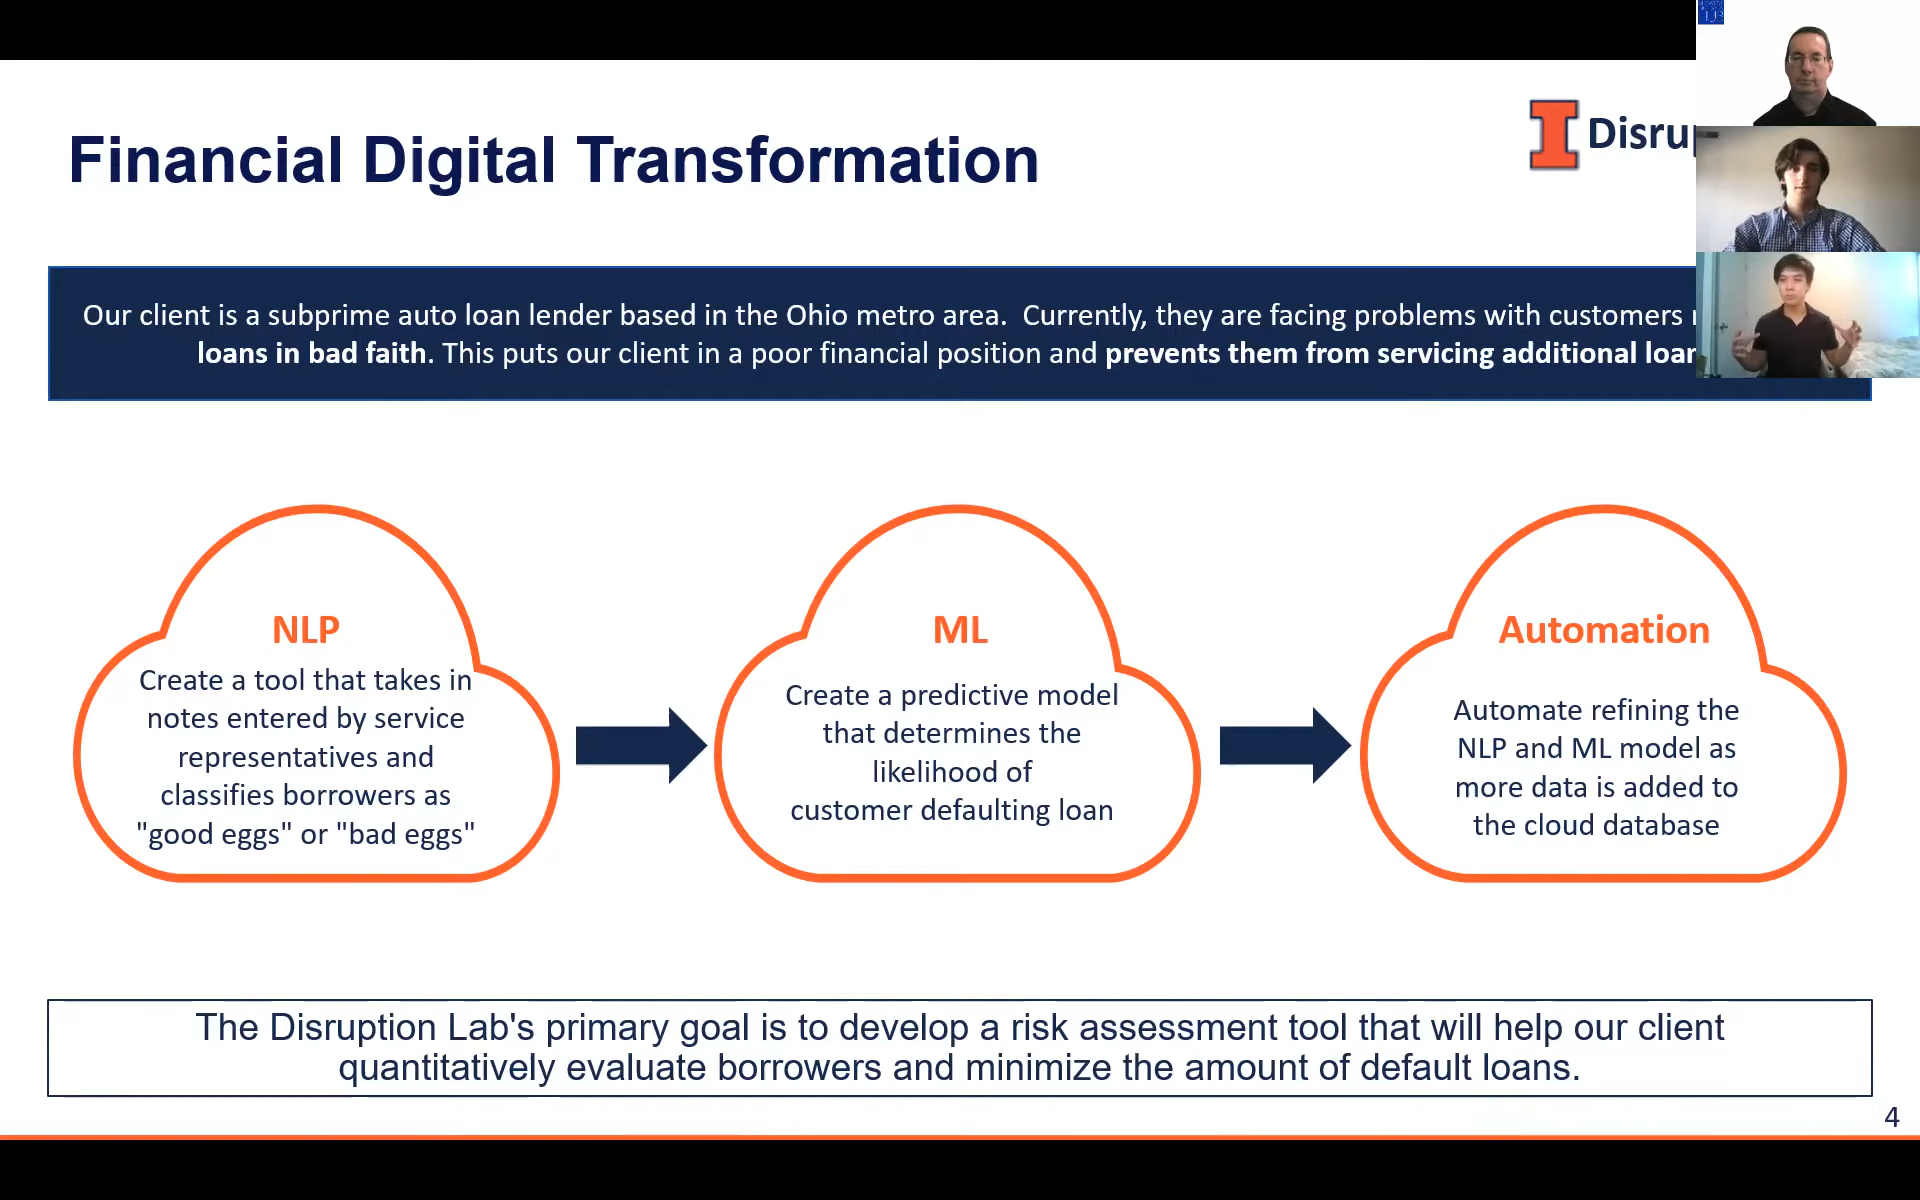 Financial Digital Transformation
Our client is a subprime auto loan lender based in the Ohio metro area.  Currently, they are facing problems with customers
loans in bad faith. This puts our client in a poor financial position and prevents them from servicing additional
NLP
Create a tool that takes in
notes entered by service
representatives and
classifies borrowers as
"good eggs" or "bad eggs"
ML
Create a predictive model
that determines the
likelihood of
customer defaulting loan
Automation
Automate refining the
NLP and ML model as
more data is added to
the cloud database
The Disruption Lab's primary goal is to develop a risk assessment tool that will help our client
quantitatively evaluate borrowers and minimize the amount of default loans.
4